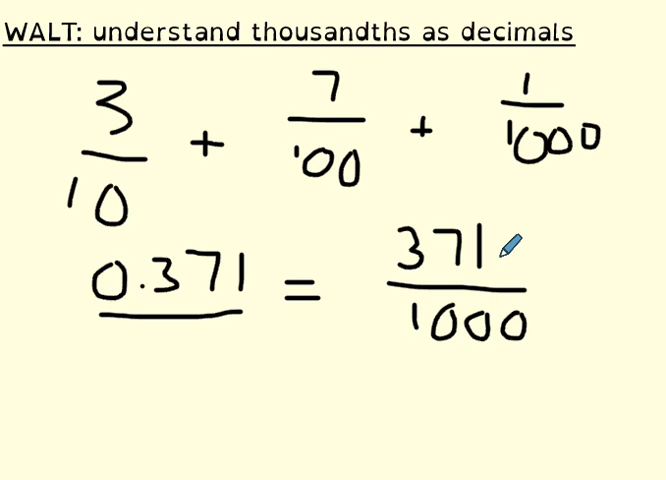 WALT: understand thousandths as decimals
3/10 + 7/100 + 1/1000
0.371 = 371/1000